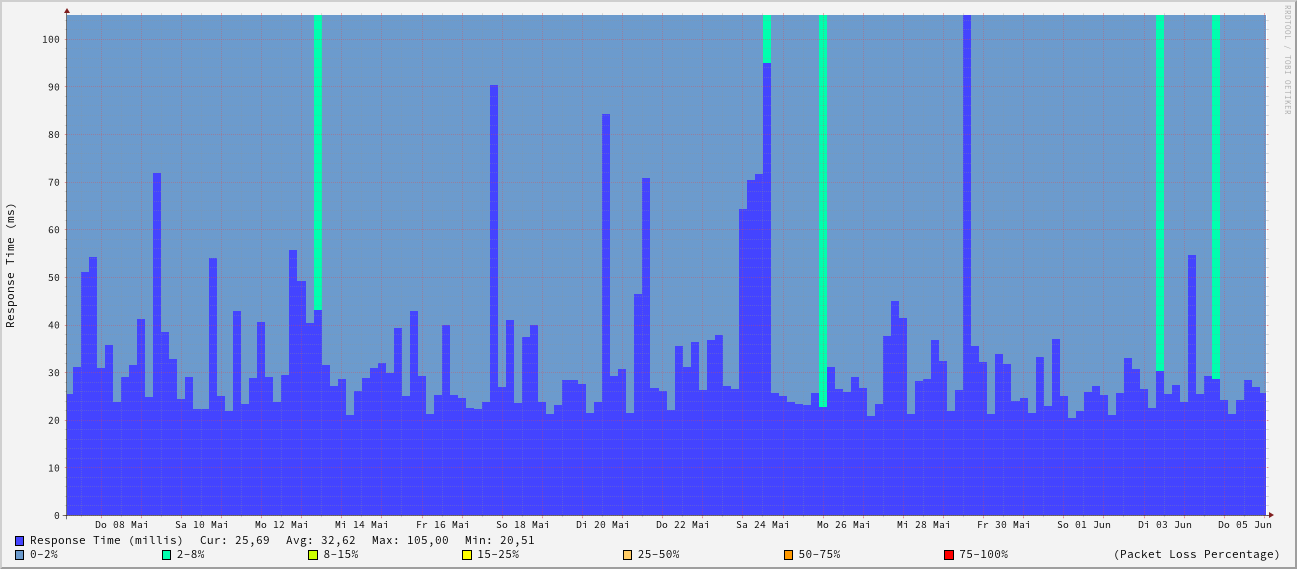 RRDTOOL / TOBI OETIKER
Response Time (ms)
100
90
80
70
60
50
40
30
20
10
0
Do 08 Mai Sa 10 Mai Mo 12 Mai Mi 14 Mai Fr 16 Mai So 18 Mai Di 20 Mai Do 22 Mai Sa 24 Mai Mo 26 Mai Mi 28 Mai Fr 30 Mai So 01 Jun Di 03 Jun Do 05 Jun
Response Time (millis) Cur: 25,69 Avg: 32,62 Max: 105,00 Min: 20,51
0-2% 2-8% 8-15% 15-25% 25-50% 50-75% 75-100% (Packet Loss Percentage)